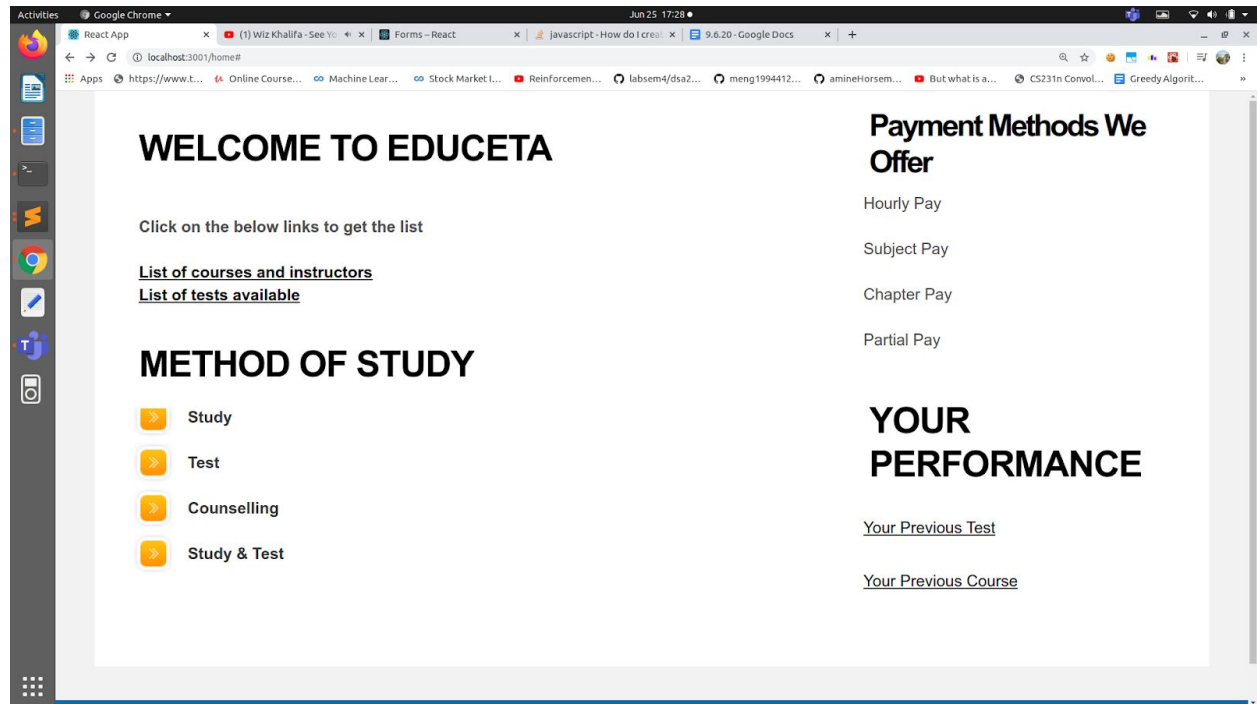 Activities
Google Chrome
Jun 25 17:28
React App
(1) Wiz Khalifa - See Yo
Forms – React
javascript - How do I creat
9.6.20 - Google Docs
localhost:3001/home#
Apps
https://www.t...
Online Course...
Machine Lear...
Stock Market I...
Reinforcemen...
labsem4/dsa2...
meng1994412...
amineHorsem...
But what is a...
CS231n Convol...
Greedy Algorit...
WELCOME TO EDUCETA
Click on the below links to get the list
List of courses and instructors
List of tests available
METHOD OF STUDY
Study
Test
Counselling
Study & Test
Payment Methods We
Offer
Hourly Pay
Subject Pay
Chapter Pay
Partial Pay
YOUR
PERFORMANCE
Your Previous Test
Your Previous Course